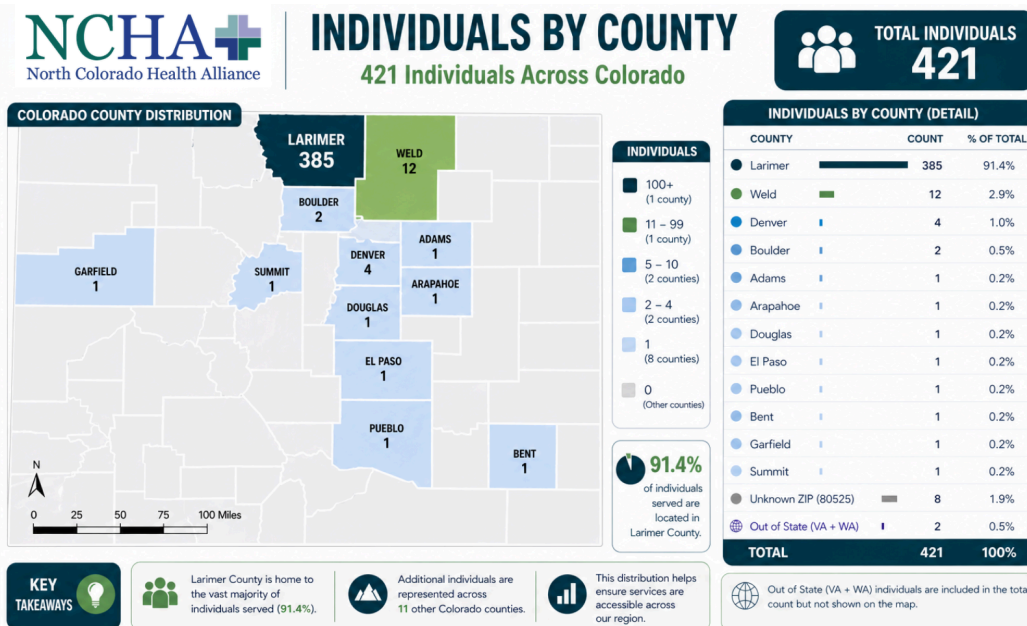 NCHA
North Colorado Health Alliance
INDIVIDUALS BY COUNTY
421 Individuals Across Colorado
TOTAL INDIVIDUALS
421
COLORADO COUNTY DISTRIBUTION
LARIMER
385
WELD
12
BOULDER
2
ADAMS
1
DENVER
4
GARFIELD
1
SUMMIT
1
ARAPAHOE
1
DOUGLAS
1
EL PASO
1
PUEBLO
1
BENT
1
N
0 25 50 75 100 Miles
INDIVIDUALS
100+
(1 county)
11 – 99
(1 county)
5 – 10
(2 counties)
2 – 4
(2 counties)
1
(8 counties)
0
(Other counties)
91.4%
of individuals
served are
located in
Larimer County.
INDIVIDUALS BY COUNTY (DETAIL)
COUNTY COUNT % OF TOTAL
Larimer 385 91.4%
Weld 12 2.9%
Denver 4 1.0%
Boulder 2 0.5%
Adams 1 0.2%
Arapahoe 1 0.2%
Douglas 1 0.2%
El Paso 1 0.2%
Pueblo 1 0.2%
Bent 1 0.2%
Garfield 1 0.2%
Summit 1 0.2%
Unknown ZIP (80525) 8 1.9%
Out of State (VA + WA) 2 0.5%
TOTAL 421 100%
KEY
TAKEAWAYS
Larimer County is home to
the vast majority of
individuals served (91.4%).
Additional individuals are
represented across
11 other Colorado counties.
This distribution helps
ensure services are
accessible across
our region.
Out of State (VA + WA) individuals are included in the total
count but not shown on the map.